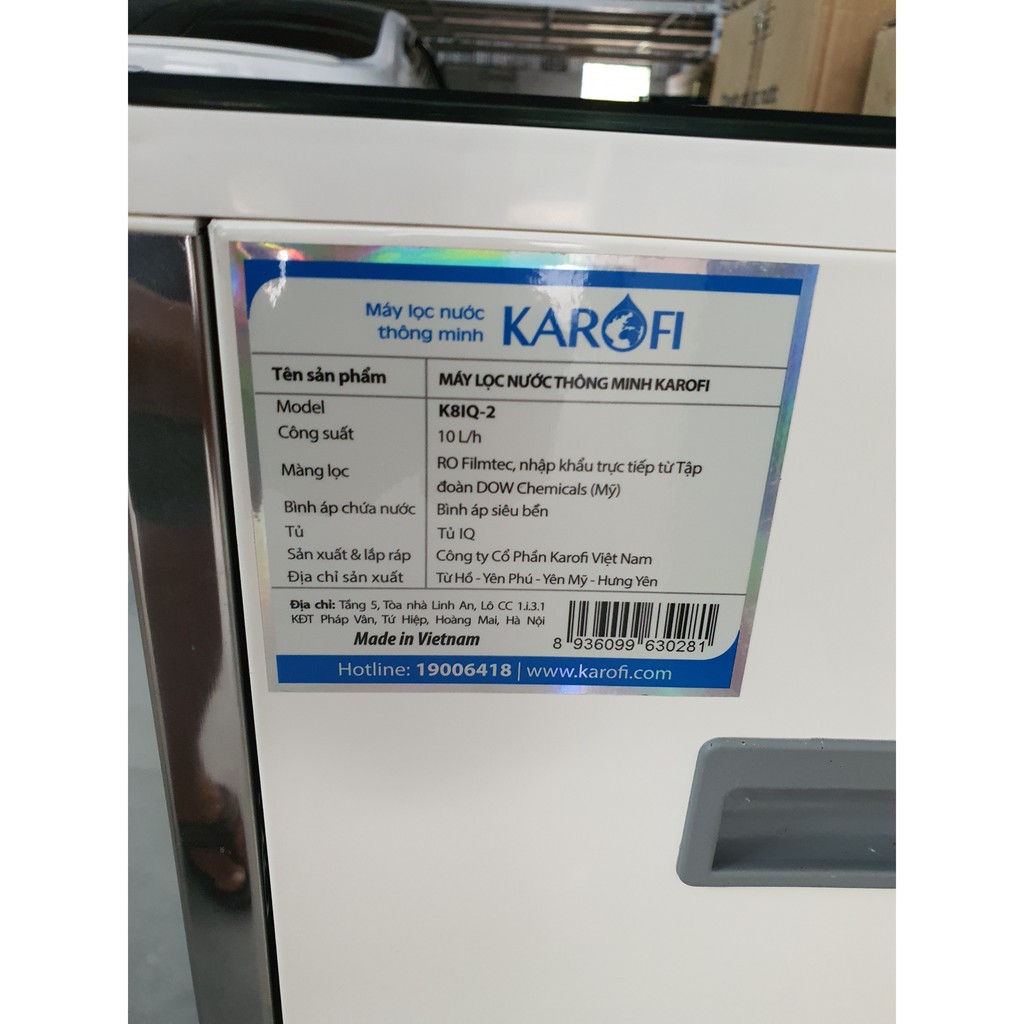 Máy lọc nước
thông minh KAROFI
Tên sản phẩm MÁY LỌC NƯỚC THÔNG MINH KAROFI
Model K8IQ-2
Công suất 10 L/h
Màng lọc RO Filmtec, nhập khẩu trực tiếp từ Tập
đoàn DOW Chemicals (Mỹ)
Bình áp chứa nước Bình áp siêu bền
Tủ Tủ IQ
Sản xuất & lắp ráp Công ty Cổ Phần Karofi Việt Nam
Địa chỉ sản xuất Từ Hồ - Yên Phú - Yên Mỹ - Hưng Yên
Địa chỉ: Tầng 5, Tòa nhà Linh An, Lô CC 1.i.3.1
KĐT Pháp Vân, Tứ Hiệp, Hoàng Mai, Hà Nội
Made in Vietnam
8 936099 630281
Hotline: 19006418 | www.karofi.com